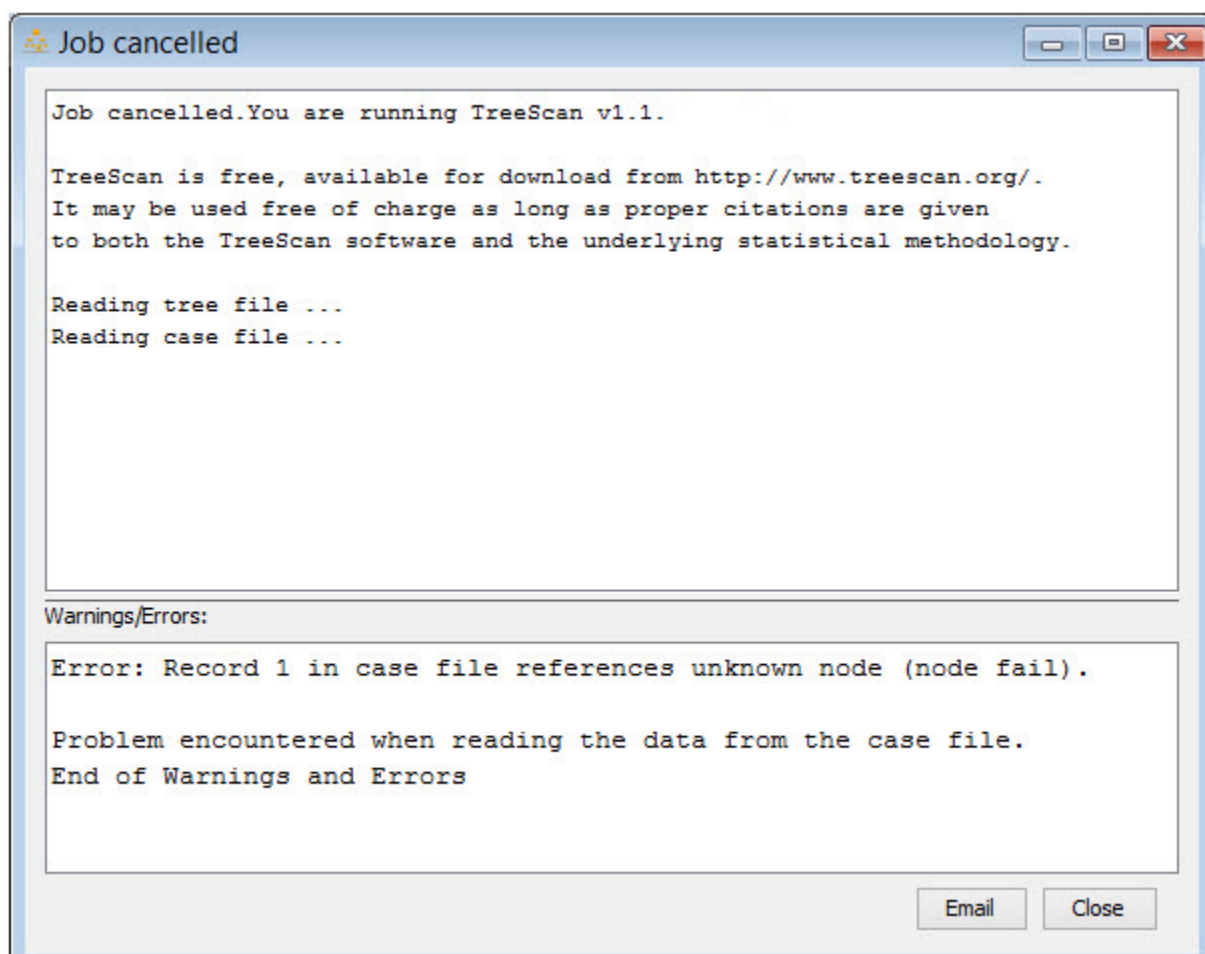 Job cancelled
Job cancelled.You are running TreeScan v1.1.
TreeScan is free, available for download from http://www.treescan.org/.
It may be used free of charge as long as proper citations are given
to both the TreeScan software and the underlying statistical methodology.
Reading tree file ...
Reading case file ...
Warnings/Errors:
Error: Record 1 in case file references unknown node (node fail).
Problem encountered when reading the data from the case file.
End of Warnings and Errors
Email Close